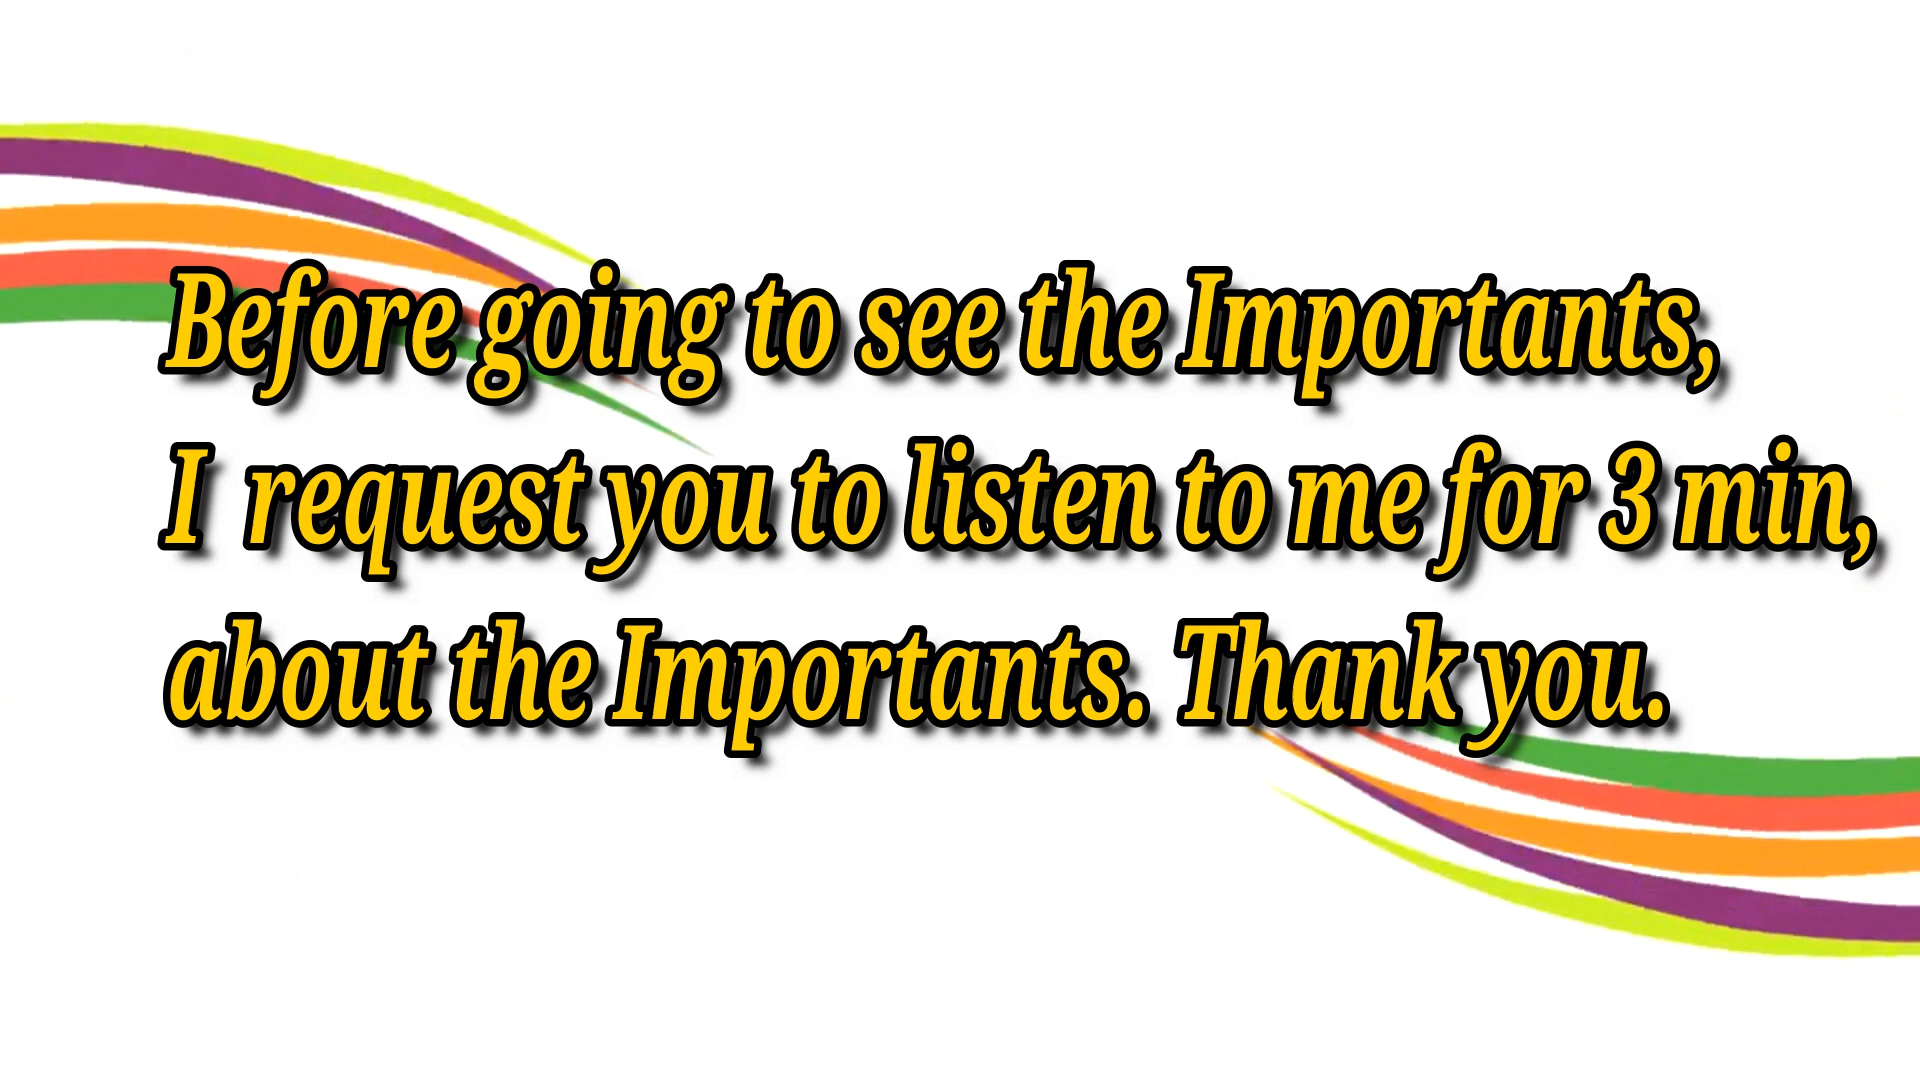 Before going to see the Importants,
I request you to listen to me for 3 min,
about the Importants. Thank you.